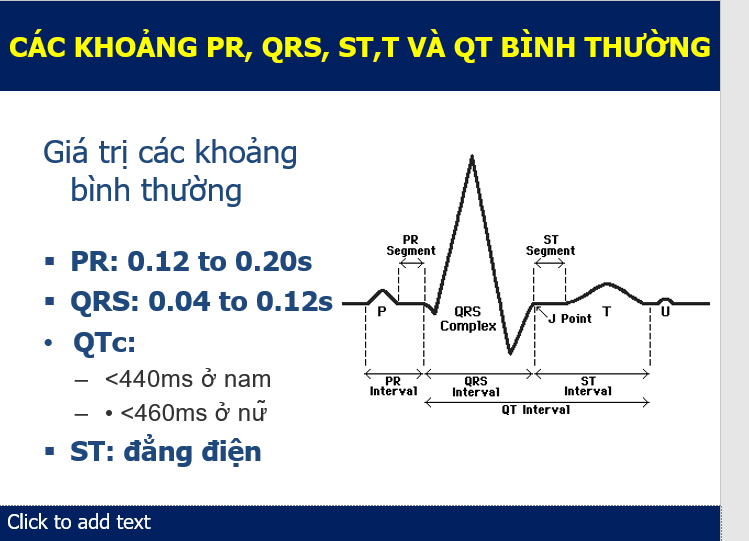 CÁC KHOẢNG PR, QRS, ST,T VÀ QT BÌNH THƯỜNG
Giá trị các khoảng
bình thường
▪ PR: 0.12 to 0.20s
▪ QRS: 0.04 to 0.12s
• QTc:
– <440ms ở nam
– • <460ms ở nữ
▪ ST: đẳng điện
PR
Segment
ST
Segment
P
QRS
Complex
J Point
T
U
PR
Interval
QRS
Interval
ST
Interval
QT Interval
Click to add text